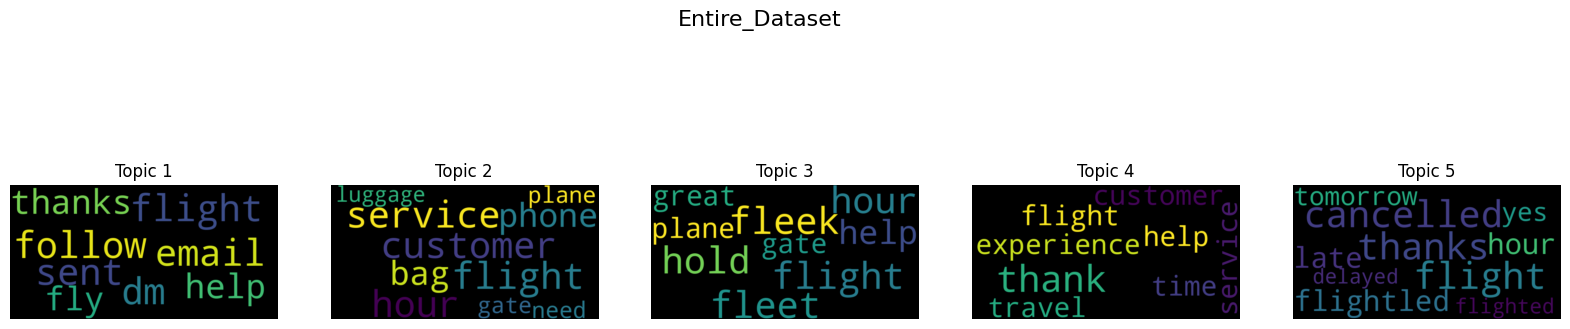 Entire_Dataset
Topic 1
thanks flight
follow email
sent
fly dm help
Topic 2
luggage plane
service phone
customer
bag flight
hour gate need
Topic 3
great hour
plane fleek help
hold gate
flight
fleet
Topic 4
customer
flight
experience help
thank time
travel
service
Topic 5
tomorrow
cancelled yes
thanks hour
late
delayed flight
flightled flighted